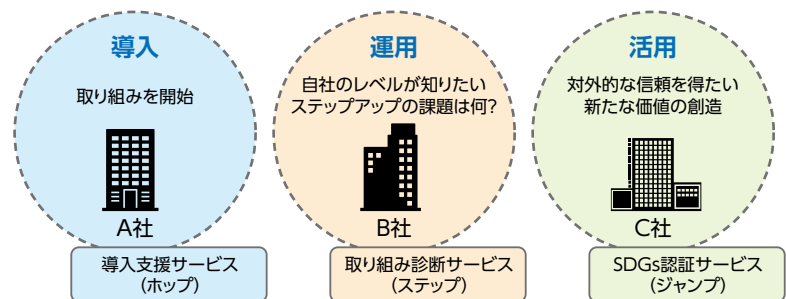 導入
取り組みを開始
A社
導入支援サービス
(ホップ)
運用
自社のレベルが知りたい
ステップアップの課題は何?
B社
取り組み診断サービス
(ステップ)
活用
対外的な信頼を得たい
新たな価値の創造
C社
SDGs認証サービス
(ジャンプ)